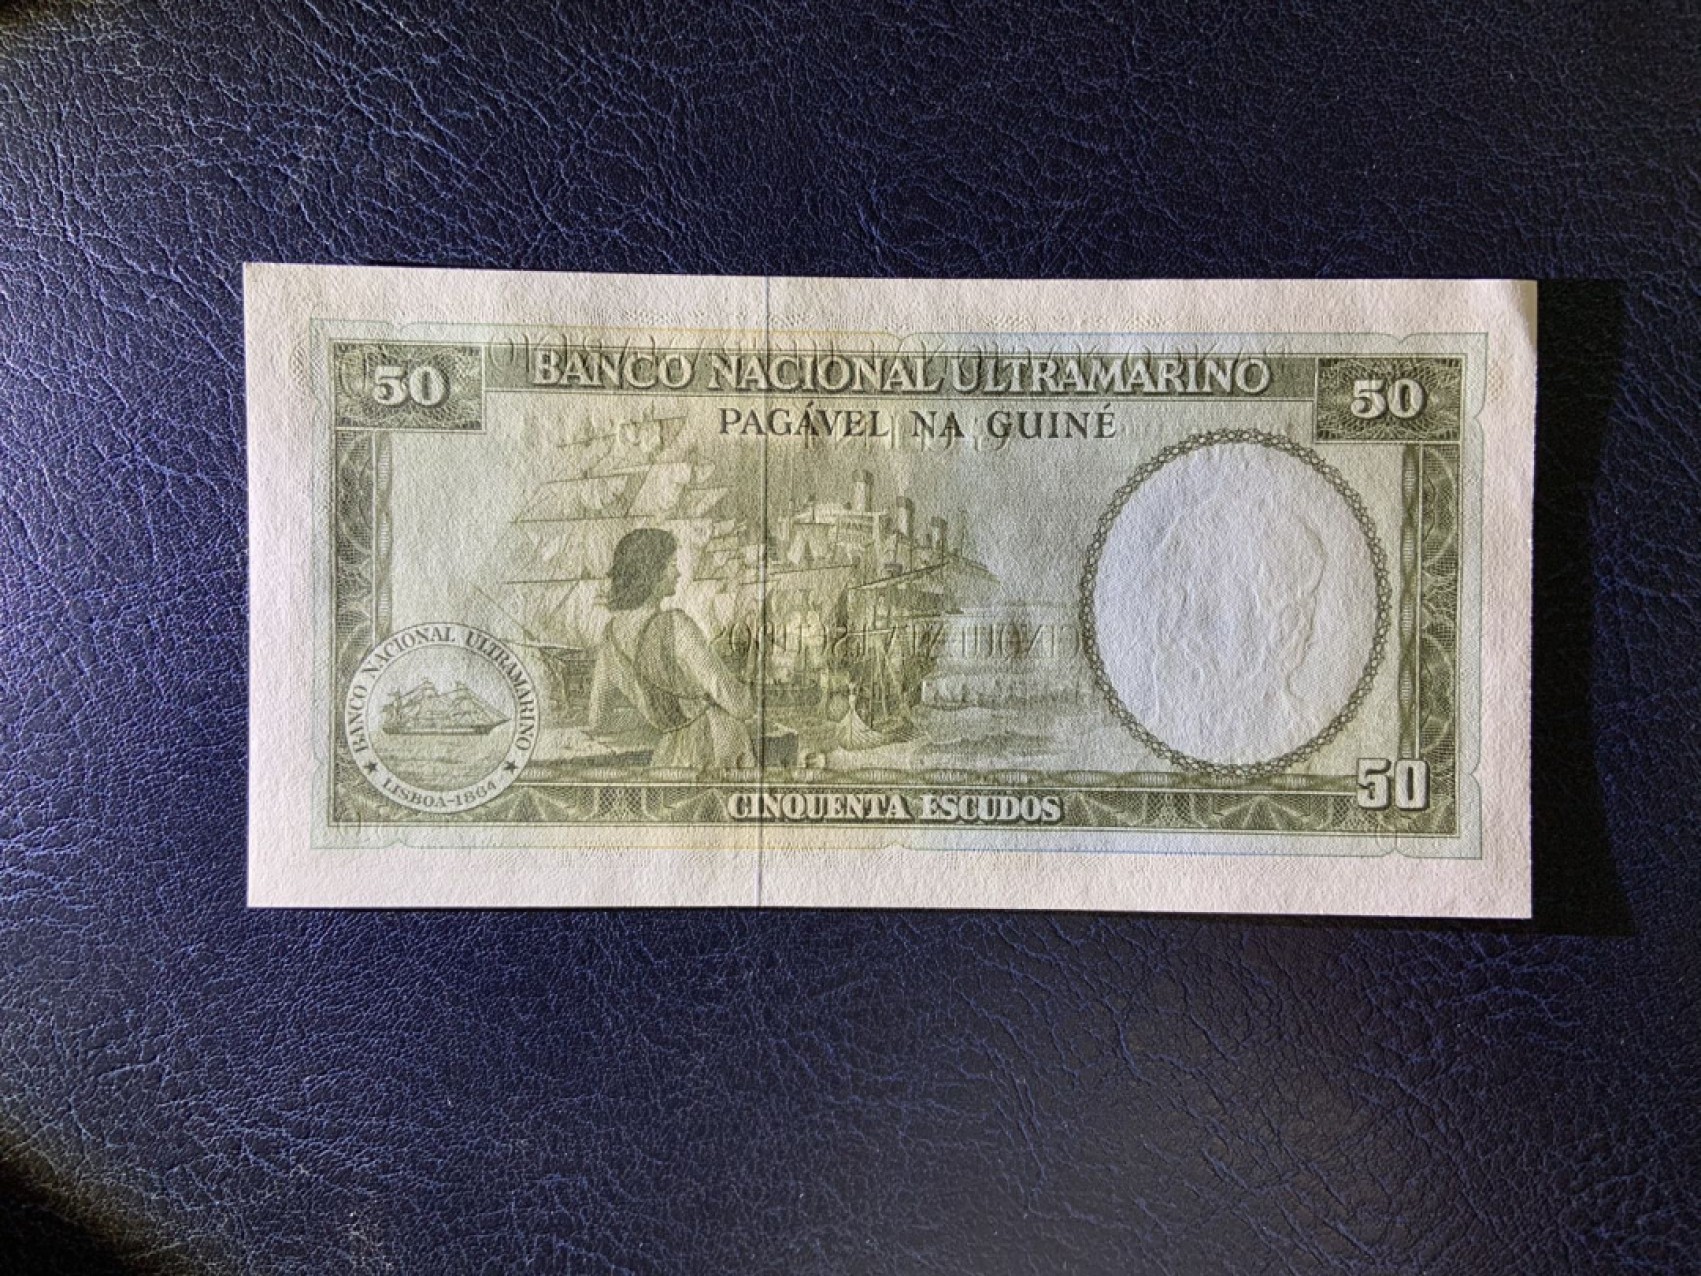 50 BANCO NACIONAL ULTRAMARINO 50
PAGÁVEL NA GUINÉ
BANCO NACIONAL ULTRAMARINO
LISBOA-1864
50
CINQUENTA ESCUDOS